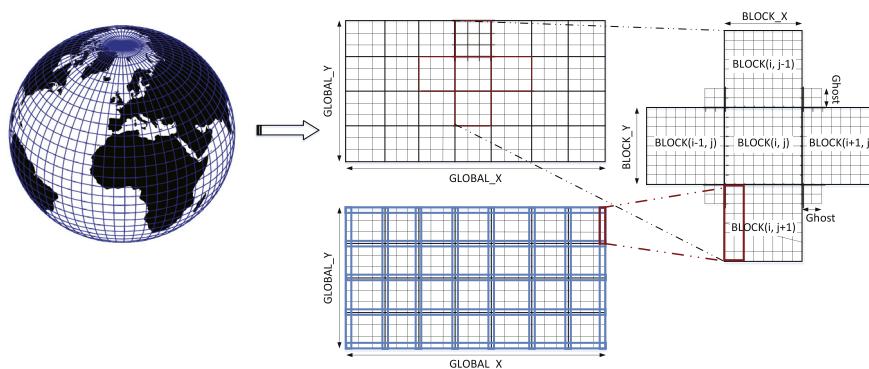 GLOBAL_Y
GLOBAL_X
GLOBAL_Y
GLOBAL_X
BLOCK_X
BLOCK(i, j-1)
Ghost
BLOCK_Y
BLOCK(i-1, j)
BLOCK(i, j)
BLOCK(i+1, j
Ghost
BLOCK(i, j+1)